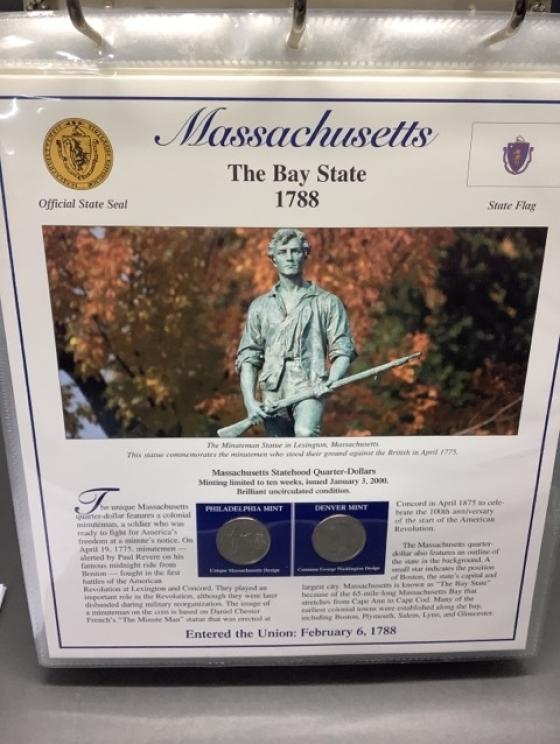 Massachusetts
The Bay State
1788
Official State Seal
State Flag
The Minuteman Statue in Lexington, Massachusetts.
This statue commemorates the minutemen who stood their ground against the British in April 1775.
Massachusetts Statehood Quarter-Dollars
Minting limited to ten weeks, issued January 3, 2000.
Brilliant uncirculated condition.
The unique Massachusetts
quarter-dollar features a colonial
minuteman, a soldier who was
ready to fight for America's
freedom at a minute's notice. On
April 19, 1775, minutemen —
alerted by Paul Revere on his
famous midnight ride from
Boston — fought in the first
battles of the American
Revolution at Lexington and Concord. They played an
important role in the Revolution, although they were later
disbanded during military reorganization. The image of
a minuteman on the coin is based on Daniel Chester
French's "The Minute Man" statue that was erected at
PHILADELPHIA MINT
Unique Massachusetts Design
DENVER MINT
Common George Washington Design
Concord in April 1875 to cele-
brate the 100th anniversary
of the start of the American
Revolution.
The Massachusetts quarter-
dollar also features an outline of
the state in the background. A
small star indicates the position
of Boston, the state's capital and
largest city. Massachusetts is known as "The Bay State"
because of the 65-mile-long Massachusetts Bay that
stretches from Cape Ann to Cape Cod. Many of the
earliest colonial towns were established along the bay,
including Boston, Plymouth, Salem, Lynn, and Gloucester.
Entered the Union: February 6, 1788